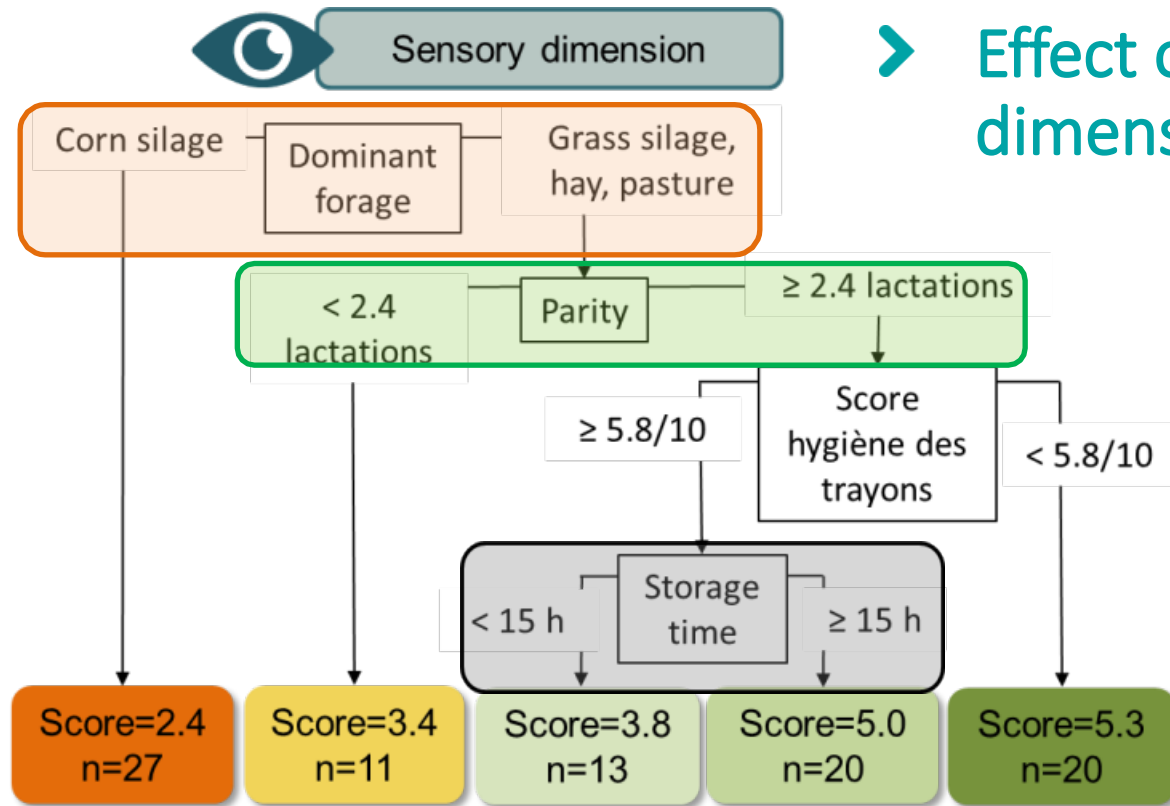 Sensory dimension
Effect
dimens
Corn silage
Dominant
forage
Grass silage,
hay, pasture
< 2.4
lactations
Parity
≥ 2.4 lactations
≥ 5.8/10
Score
hygiène des
trayons
< 5.8/10
< 15 h
Storage
time
≥ 15 h
Score=2.4
n=27
Score=3.4
n=11
Score=3.8
n=13
Score=5.0
n=20
Score=5.3
n=20